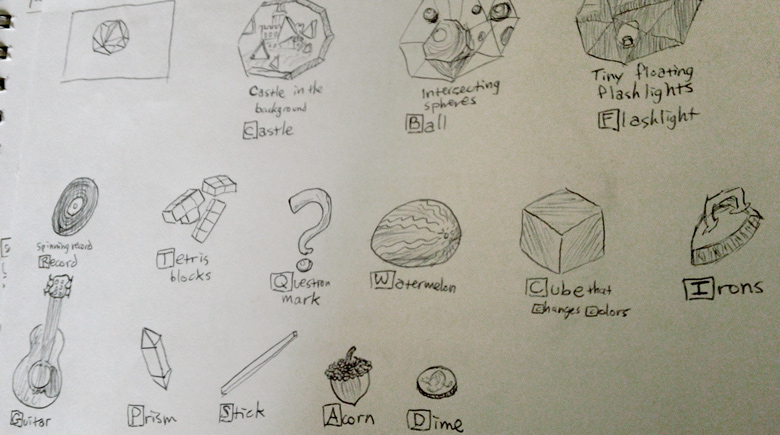 Castle in the
background
Castle
Intersecting
spheres
Ball
Tiny floating
flashlights
Flashlight
Spinning record
Record
Tetris
blocks
Question
mark
Watermelon
Cube that
changes colors
Irons
Guitar
Prism
Stick
Acorn
Dime